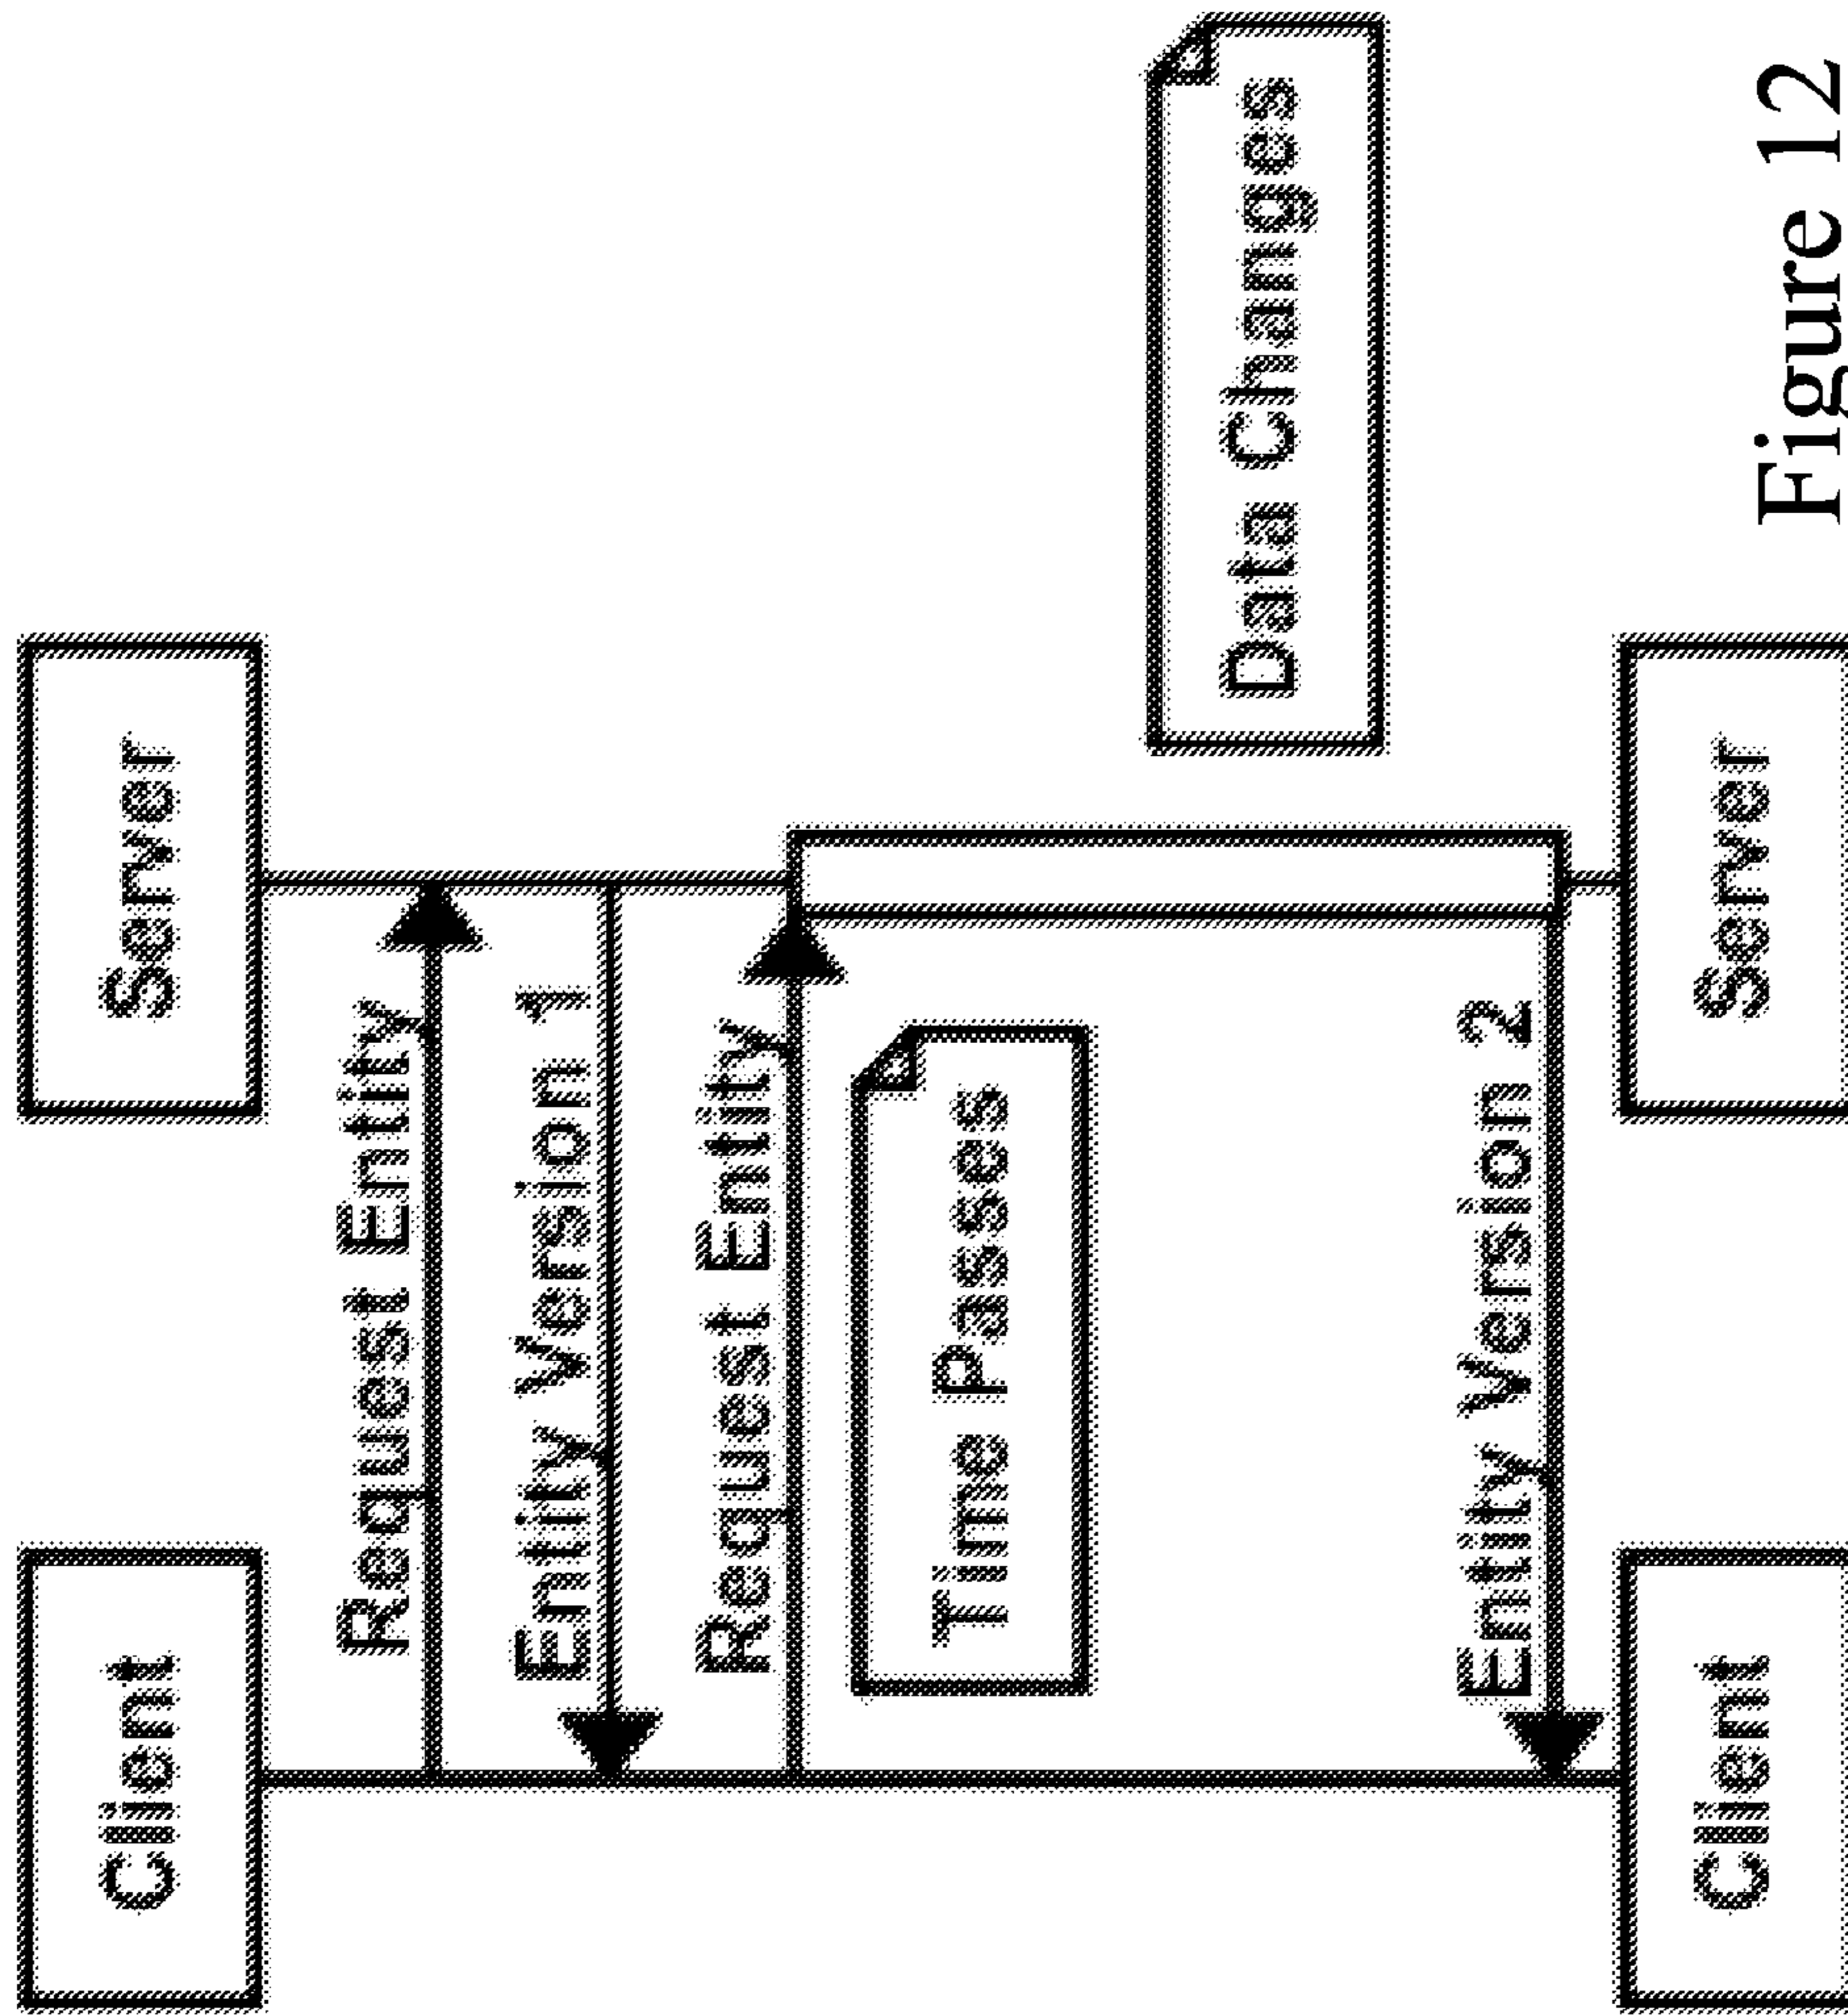 Client
Server
Request Entity
Entity Version 1
Request Entity
Time Passes
Data Changes
Entity Version 2
Client
Server
Figure 12